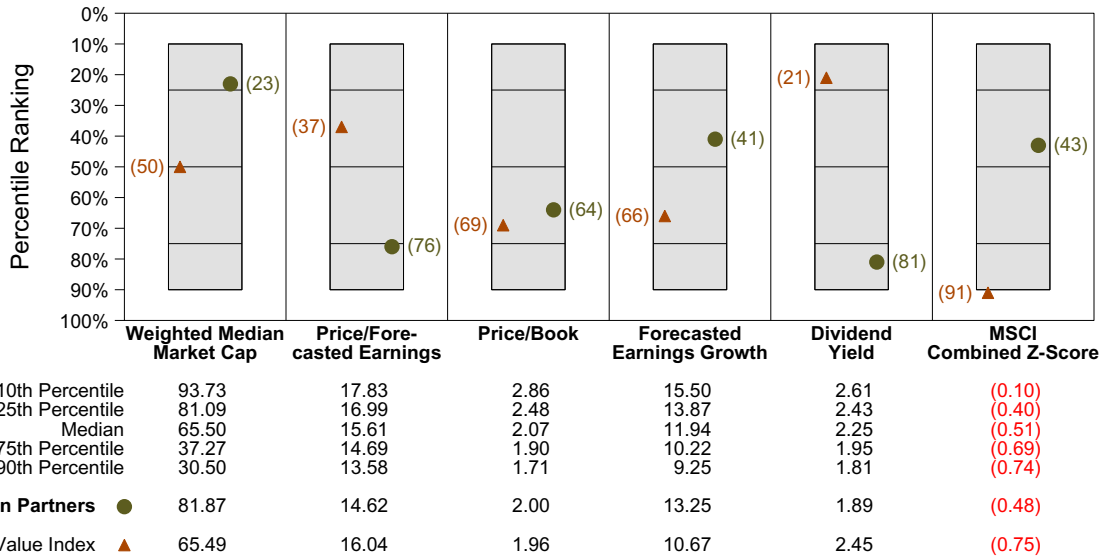 0%
10%
20%
30%
40%
50%
60%
70%
80%
90%
100%
Percentile Ranking
(50) (23)
(37) (76)
(69) (64)
(66) (41)
(21) (81)
(91) (43)
Weighted Median
Market Cap
Price/Fore-
casted Earnings
Price/Book
Forecasted
Earnings Growth
Dividend
Yield
MSCI
Combined Z-Score
10th Percentile 93.73 17.83 2.86 15.50 2.61 (0.10)
25th Percentile 81.09 16.99 2.48 13.87 2.43 (0.40)
Median 65.50 15.61 2.07 11.94 2.25 (0.51)
75th Percentile 37.27 14.69 1.90 10.22 1.95 (0.69)
90th Percentile 30.50 13.58 1.71 9.25 1.81 (0.74)
n Partners 81.87 14.62 2.00 13.25 1.89 (0.48)
Value Index 65.49 16.04 1.96 10.67 2.45 (0.75)